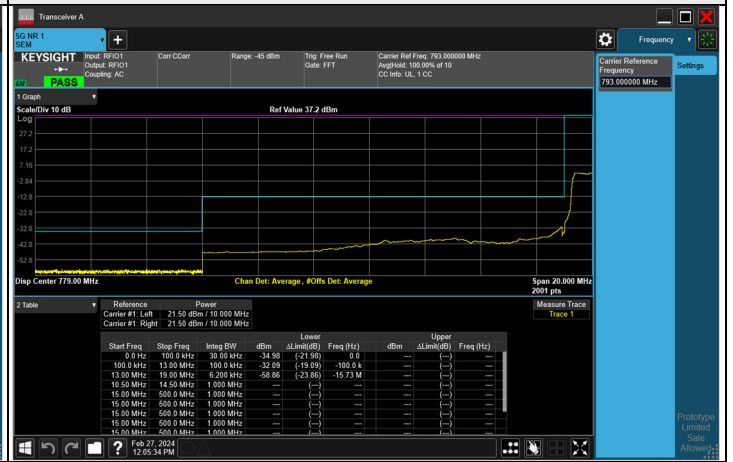 Transceiver A
5G NR 1
SEM
Frequency
KEYSIGHT
Input: RFIO1
Output: RFIO1
Coupling: AC
Corr CCorr
Range: -45 dBm
Trig: Free Run
Gate: FFT
Carrier Ref Freq: 793.000000 MHz
Avg|Hold: 100.00% of 10
CC Info: UL, 1 CC
LXI
PASS
Carrier Reference
Frequency
793.000000 MHz
Settings
1 Graph
Scale/Div 10 dB
Ref Value 37.2 dBm
Log
27.2
17.2
7.16
-2.84
-12.8
-22.8
-32.8
-42.8
-52.8
Disp Center 779.00 MHz
Chan Det: Average, #Offs Det: Average
Span 20.000 MHz
2001 pts
2 Table
Reference Power
Carrier #1: Left 21.50 dBm / 10.000 MHz
Carrier #1: Right 21.50 dBm / 10.000 MHz
Measure Trace
Trace 1
Lower Upper
Start Freq Stop Freq Integ BW dBm ΔLimit(dB) Freq (Hz) dBm ΔLimit(dB) Freq (Hz)
0.0 Hz 100.0 kHz 30.00 kHz -34.98 (-21.98) 0.0 --- (---) ---
100.0 kHz 13.00 MHz 100.0 kHz -32.09 (-19.09) -100.0 k --- (---) ---
13.00 MHz 19.00 MHz 6.200 kHz -58.86 (-23.86) -15.73 M --- (---) ---
10.50 MHz 14.50 MHz 1.000 MHz --- (---) --- --- (---) ---
15.00 MHz 500.0 MHz 1.000 MHz --- (---) --- --- (---) ---
15.00 MHz 500.0 MHz 1.000 MHz --- (---) --- --- (---) ---
15.00 MHz 500.0 MHz 1.000 MHz --- (---) --- --- (---) ---
15.00 MHz 500.0 MHz 1.000 MHz --- (---) --- --- (---) ---
15.00 MHz 500.0 MHz 1.000 MHz --- (---) --- --- (---) ---
Feb 27, 2024
12:05:34 PM
Prototype
Limited
Sale
Allowed